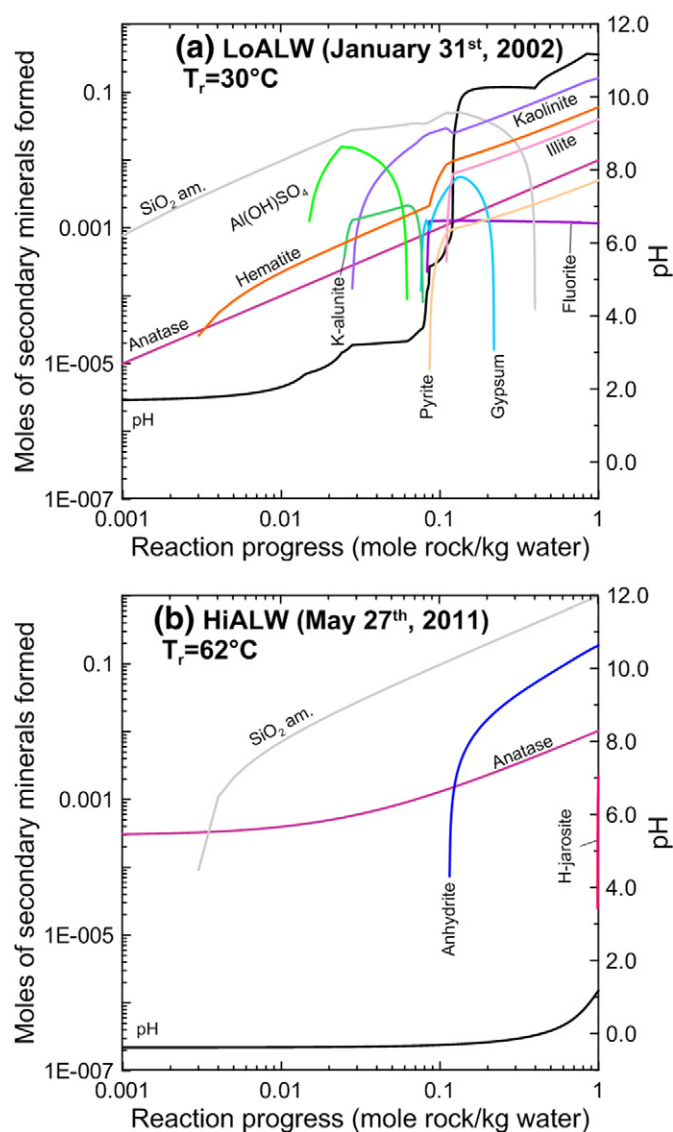 (a) LoALW (January 31st, 2002)
Tr=30°C
12.0
10.0
8.0
6.0
4.0
2.0
0.0
pH
0.1
0.001
1E-005
1E-007
Moles of secondary minerals formed
SiO2 am.
Al(OH)SO4
Kaolinite
Illite
Hematite
Anatase
K-alunite
Pyrite
Gypsum
Fluorite
pH
0.001
0.01
0.1
1
Reaction progress (mole rock/kg water)
(b) HiALW (May 27th, 2011)
Tr=62°C
12.0
10.0
8.0
6.0
4.0
2.0
0.0
pH
0.1
0.001
1E-005
1E-007
Moles of secondary minerals formed
SiO2 am.
Anatase
Anhydrite
H-jarosite
pH
0.001
0.01
0.1
1
Reaction progress (mole rock/kg water)